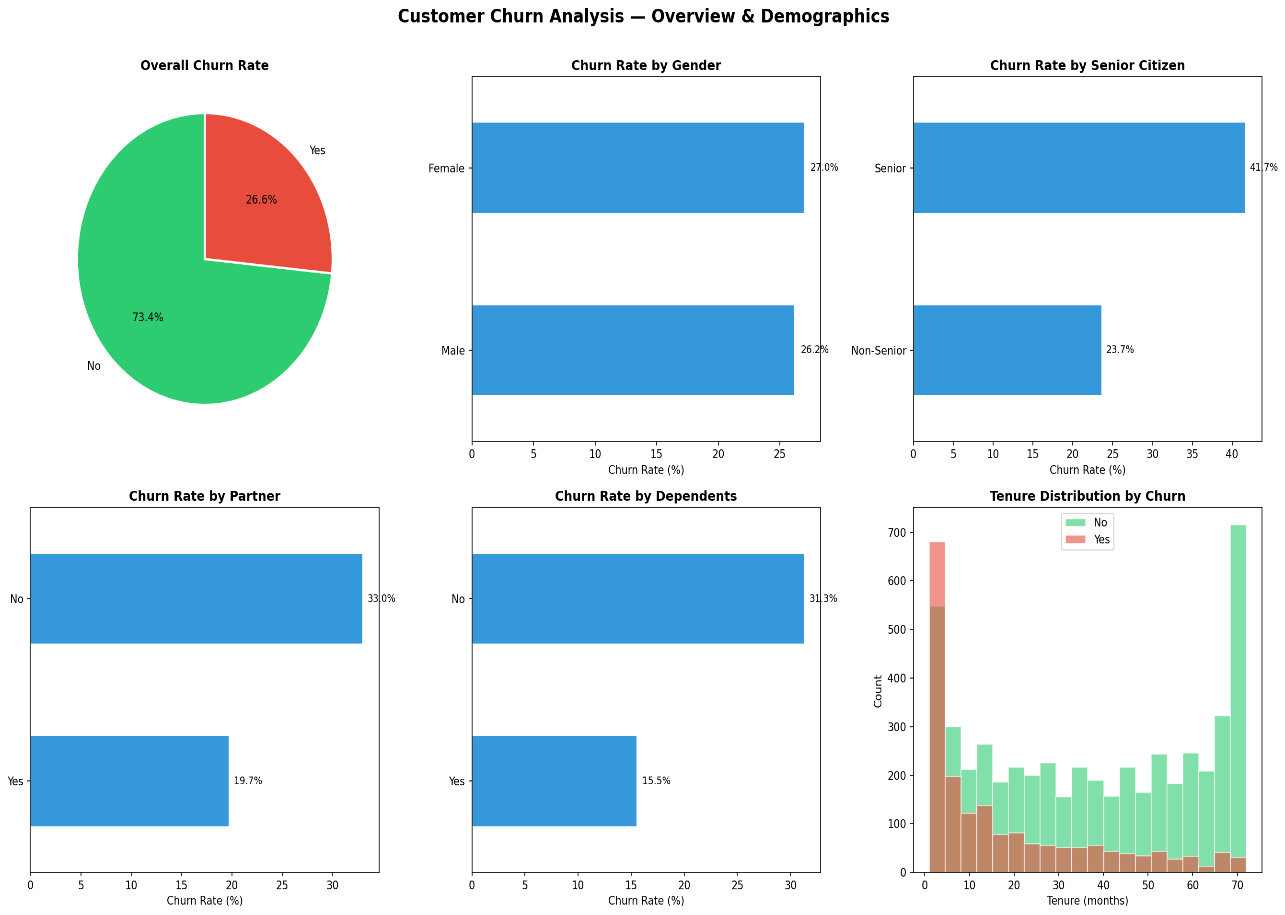 Customer Churn Analysis — Overview & Demographics
Overall Churn Rate
Yes
26.6%
73.4%
No
Churn Rate by Gender
Female
27.0%
Male
26.2%
0 5 10 15 20 25
Churn Rate (%)
Churn Rate by Senior Citizen
Senior
41.7%
Non-Senior
23.7%
0 5 10 15 20 25 30 35 40
Churn Rate (%)
Churn Rate by Partner
No
33.0%
Yes
19.7%
0 5 10 15 20 25 30
Churn Rate (%)
Churn Rate by Dependents
No
31.3%
Yes
15.5%
0 5 10 15 20 25 30
Churn Rate (%)
Tenure Distribution by Churn
No
Yes
700
600
500
400
300
200
100
0
Count
0 10 20 30 40 50 60 70
Tenure (months)